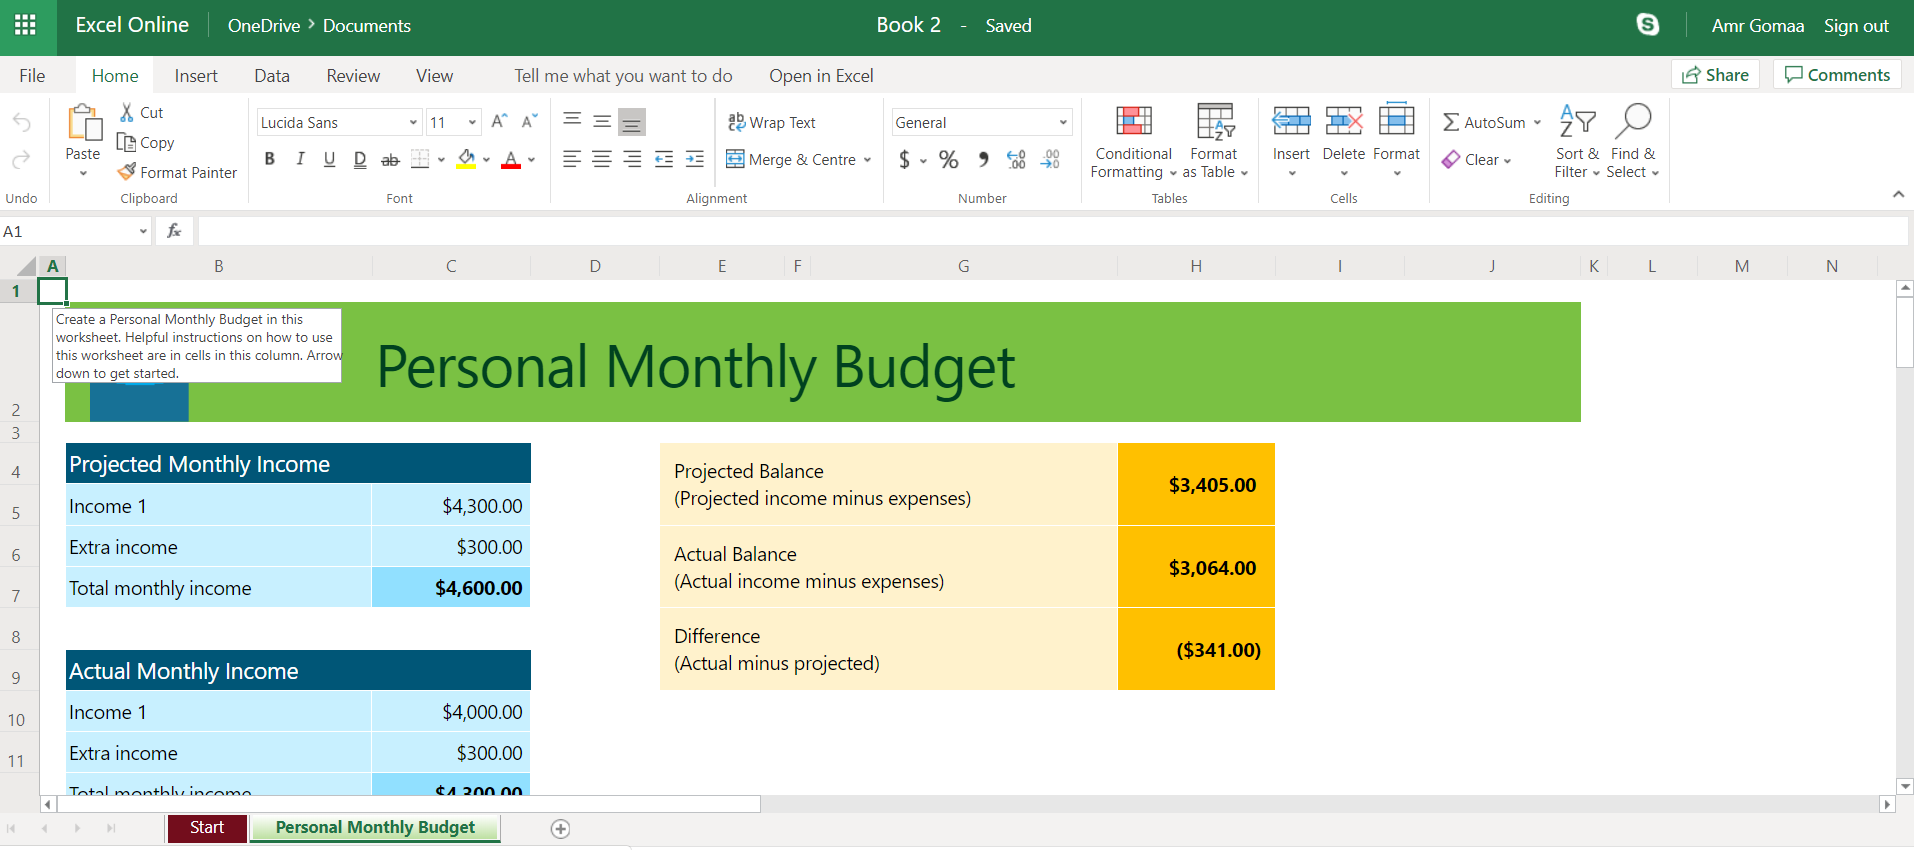 Excel Online OneDrive > Documents Book 2 - Saved Amr Gomaa Sign out
File Home Insert Data Review View Tell me what you want to do Open in Excel Share Comments
Cut
Copy
Format Painter
Paste
Undo
Clipboard
Lucida Sans 11
B I U D ab
Font
ab Wrap Text
Merge & Centre
Alignment
General
$ % , .00 .00
Number
Conditional
Formatting
Format
as Table
Tables
Insert Delete Format
Cells
AutoSum
Clear
Sort &
Filter
Find &
Select
Editing
A1 fx
A B C D E F G H I J K L M N
1
Create a Personal Monthly Budget in this
worksheet. Helpful instructions on how to use
this worksheet are in cells in this column. Arrow
down to get started.
Personal Monthly Budget
2
3
4 Projected Monthly Income
5 Income 1 $4,300.00
6 Extra income $300.00
7 Total monthly income $4,600.00
8
9 Actual Monthly Income
10 Income 1 $4,000.00
11 Extra income $300.00
Total monthly income $4,300.00
Projected Balance
(Projected income minus expenses)
$3,405.00
Actual Balance
(Actual income minus expenses)
$3,064.00
Difference
(Actual minus projected)
($341.00)
Start Personal Monthly Budget